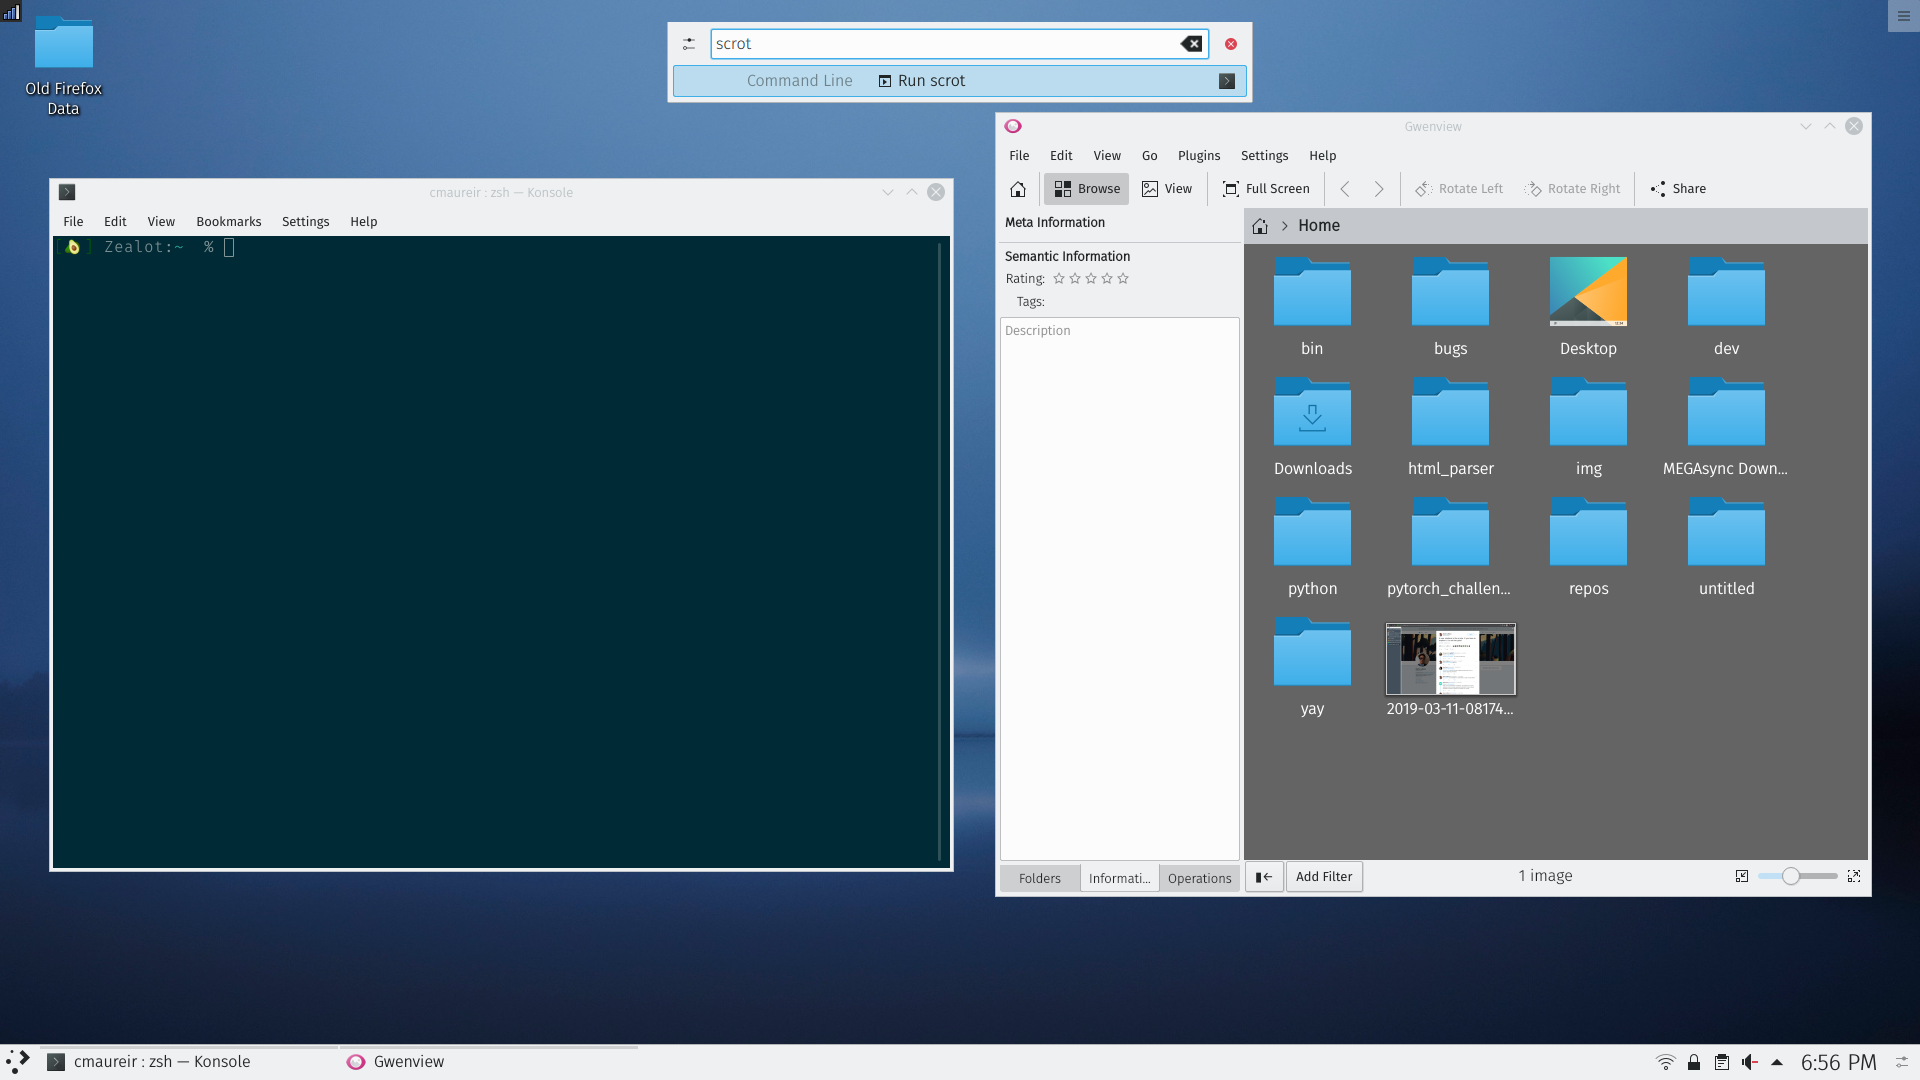 Old Firefox
Data
scrot
Command Line Run scrot
cmaureir : zsh — Konsole
File Edit View Bookmarks Settings Help
[🥑] Zealot:~ %
Gwenview
File Edit View Go Plugins Settings Help
Browse View Full Screen Rotate Left Rotate Right Share
Meta Information
Home
Semantic Information
Rating:
Tags:
Description
bin bugs Desktop dev
Downloads html_parser img MEGAsync Down...
python pytorch_challen... repos untitled
yay 2019-03-11-08174...
Folders Informati... Operations Add Filter 1 image
cmaureir : zsh — Konsole Gwenview 6:56 PM